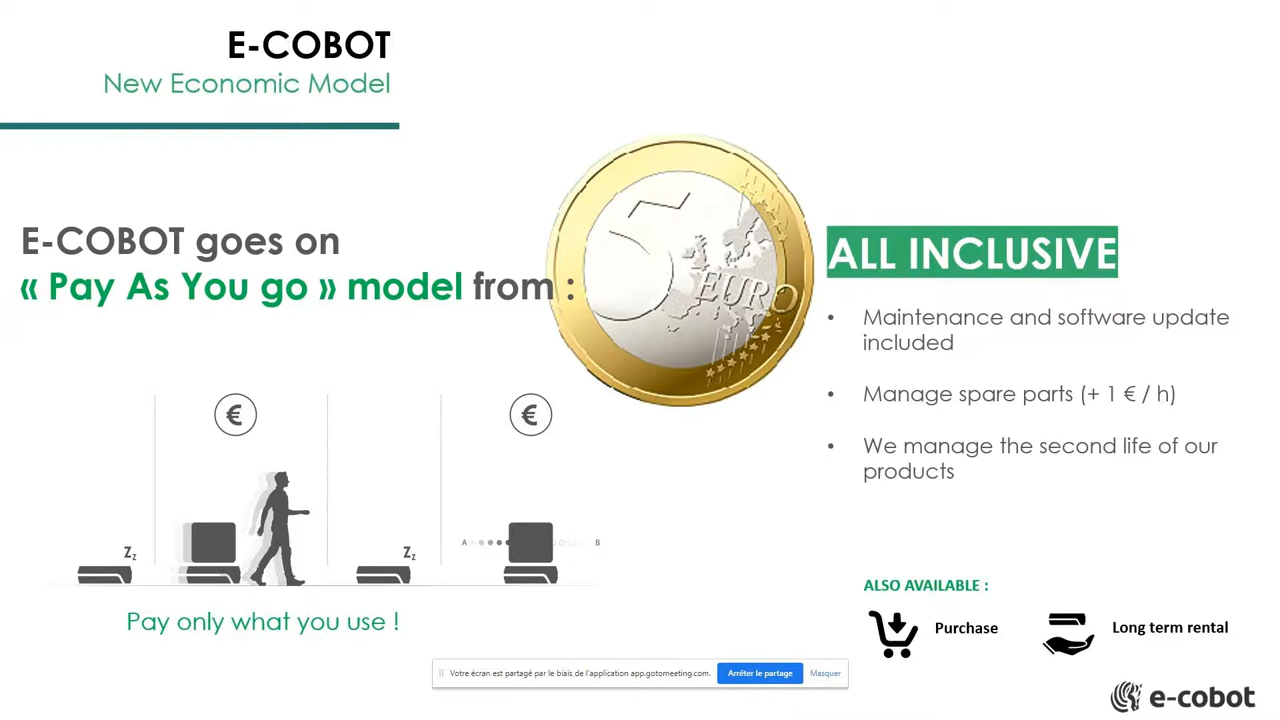 E-COBOT
New Economic Model
E-COBOT goes on
« Pay As You go » model from :
EURO
ALL INCLUSIVE
• Maintenance and software update
included
• Manage spare parts (+ 1 € / h)
• We manage the second life of our
products
€
€
Zz
Zz
A
B
Pay only what you use !
ALSO AVAILABLE :
Purchase
Long term rental
Votre écran est partagé par le biais de l'application app.gotomeeting.com.
Arrêter le partage
Masquer
e-cobot